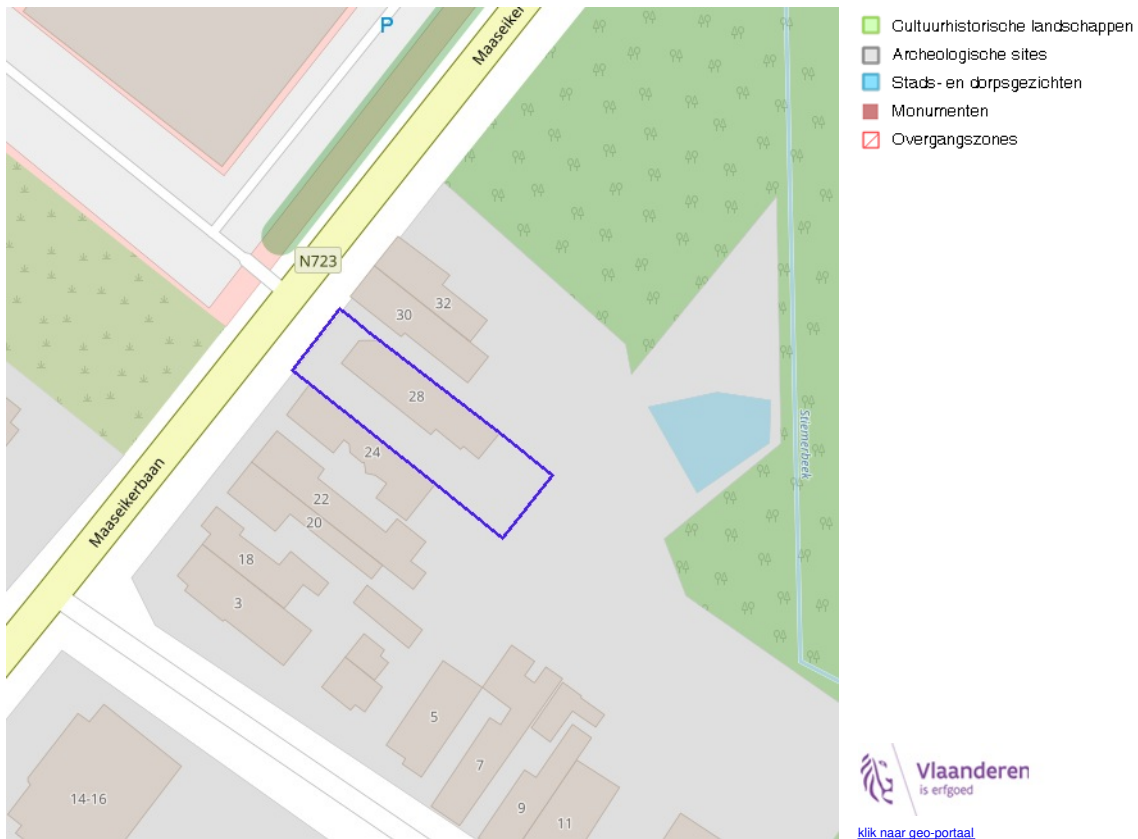 P
Maaseiker
N723
32
30
28
24
22
20
18
3
Maaseikerbaan
Stiemerbeek
5
7
9
11
14-16
Cultuurhistorische landschappen
Archeologische sites
Stads- en dorpsgezichten
Monumenten
Overgangszones
Vlaanderen
is erfgoed
klik naar geo-portaal